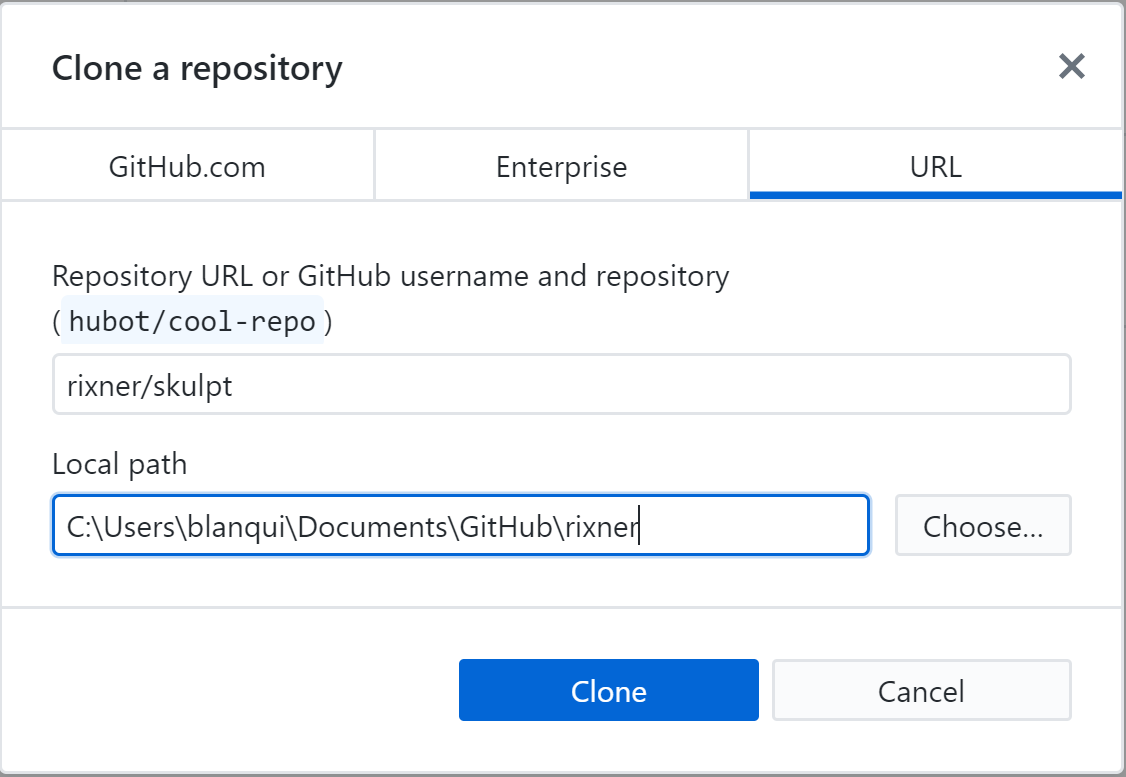 Clone a repository
GitHub.com
Enterprise
URL
Repository URL or GitHub username and repository
(hubot/cool-repo)
rixner/skulpt
Local path
C:\Users\blanqui\Documents\GitHub\rixner
Choose...
Clone
Cancel